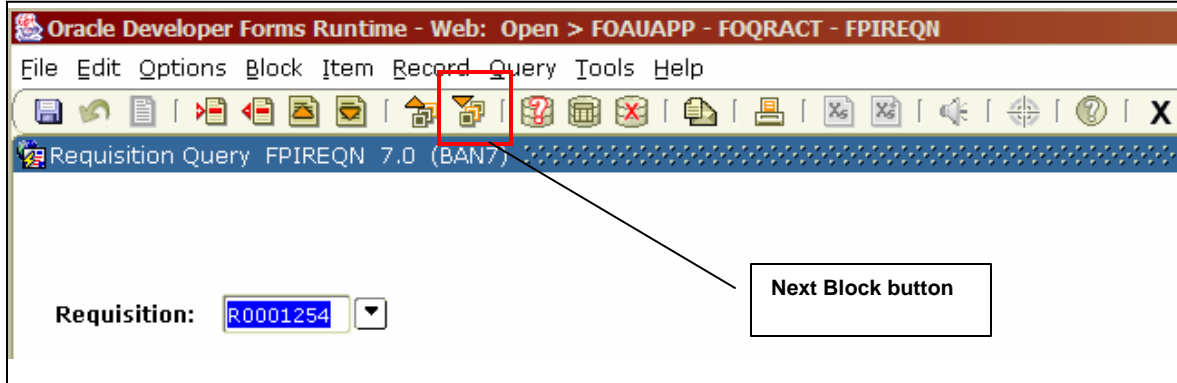 Oracle Developer Forms Runtime - Web: Open > FOAUAPP - FOQRACT - FPIREQN
File Edit Options Block Item Record Query Tools Help
X
Requisition Query FPIREQN 7.0 (BAN7)
Next Block button
Requisition: R0001254